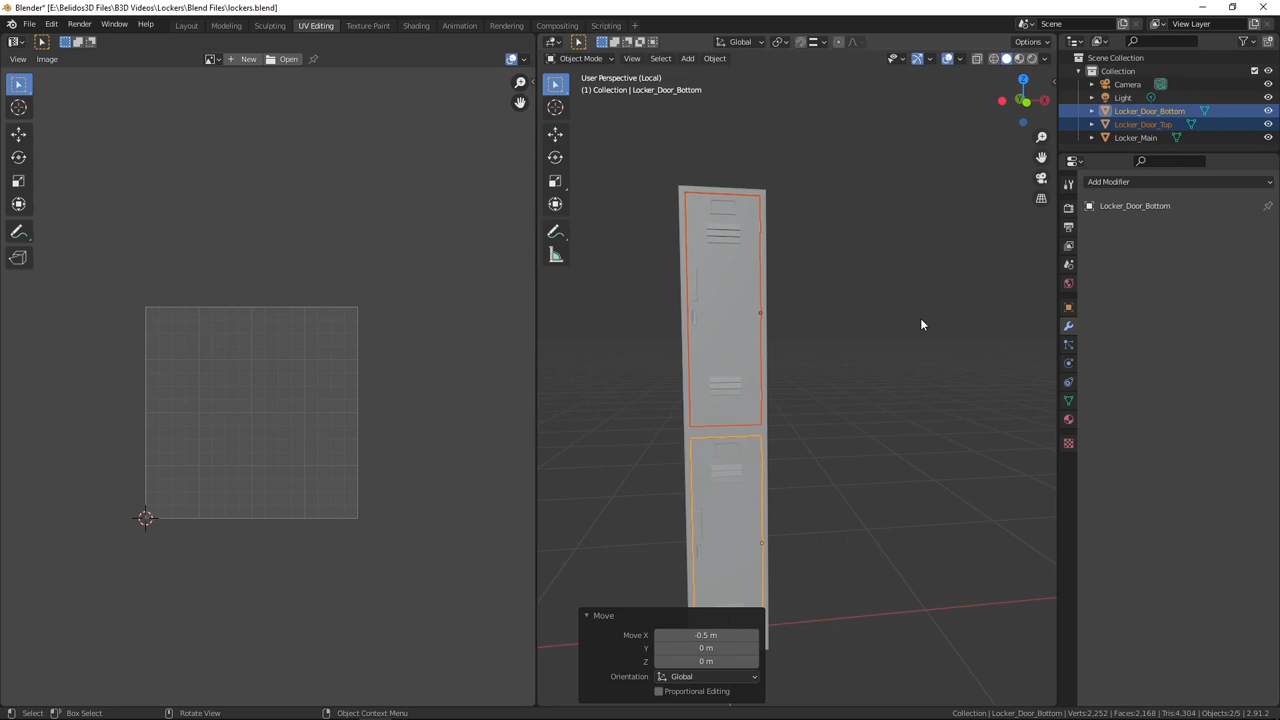 Blender* [E:\Belidos3D Files\B3D Videos\Lockers\Blend Files\lockers.blend]
File Edit Render Window Help Layout Modeling Sculpting UV Editing Texture Paint Shading Animation Rendering Compositing Scripting Scene View Layer
Global Options
View Image New Open Object Mode View Select Add Object
Scene Collection
Collection
User Perspective (Local)
(1) Collection | Locker_Door_Bottom
Camera
Light
Locker_Door_Bottom
Locker_Door_Top
Locker_Main
Add Modifier
Locker_Door_Bottom
Z
X
Y
Move
Move X -0.5 m
Y 0 m
Z 0 m
Orientation Global
Proportional Editing
Select Box Select Rotate View Object Context Menu Collection | Locker_Door_Bottom | Verts:2,252 | Faces:2,168 | Tris:4,304 | Objects:2/5 | 2.91.2